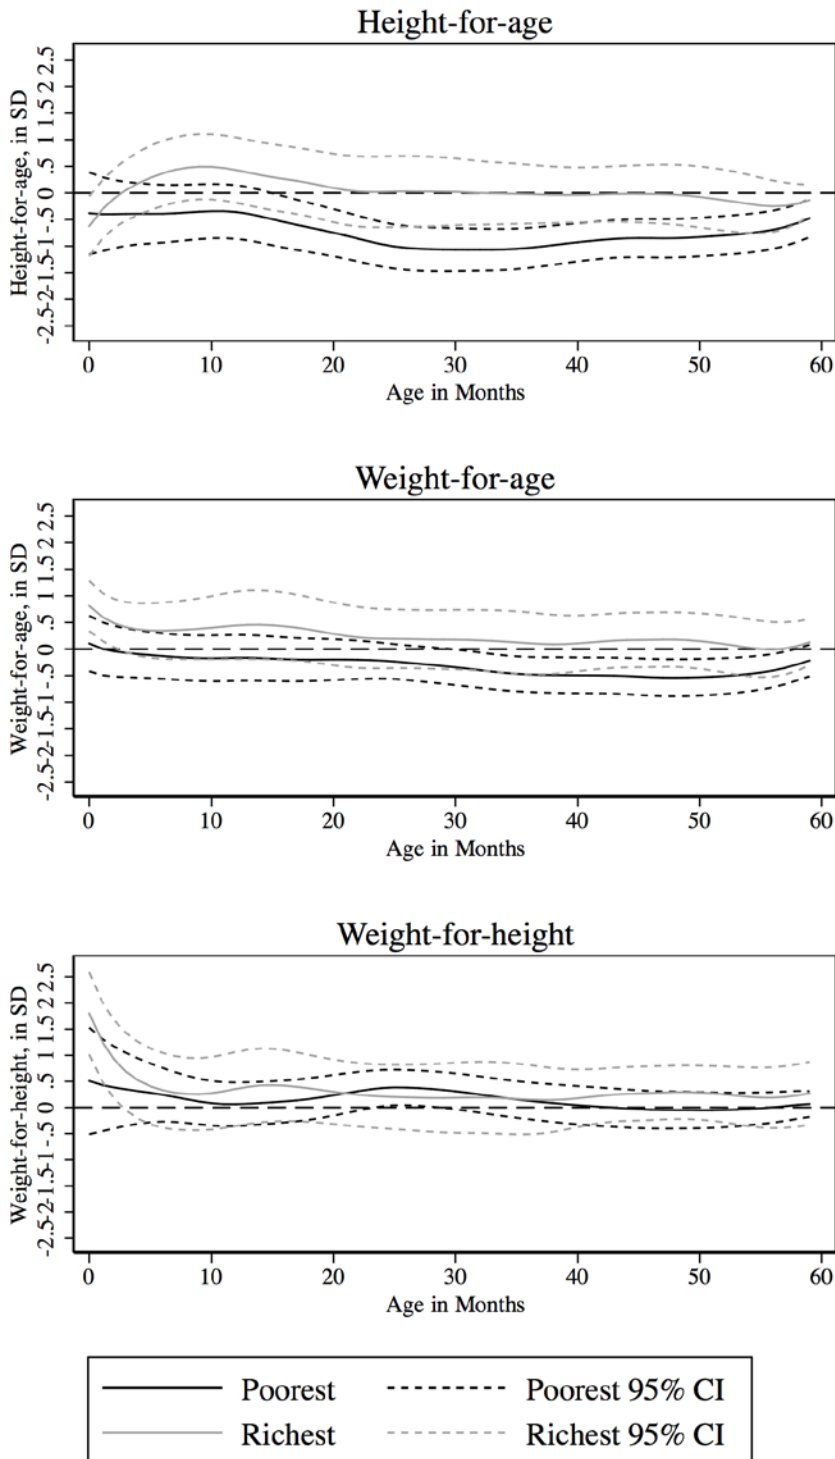 Height-for-age
Height-for-age, in SD
-2.5 -2 -1.5 -1 -.5 0 .5 1 1.5 2 2.5
0 10 20 30 40 50 60
Age in Months
Weight-for-age
Weight-for-age, in SD
-2.5 -2 -1.5 -1 -.5 0 .5 1 1.5 2 2.5
0 10 20 30 40 50 60
Age in Months
Weight-for-height
Weight-for-height, in SD
-2.5 -2 -1.5 -1 -.5 0 .5 1 1.5 2 2.5
0 10 20 30 40 50 60
Age in Months
Poorest Poorest 95% CI
Richest Richest 95% CI